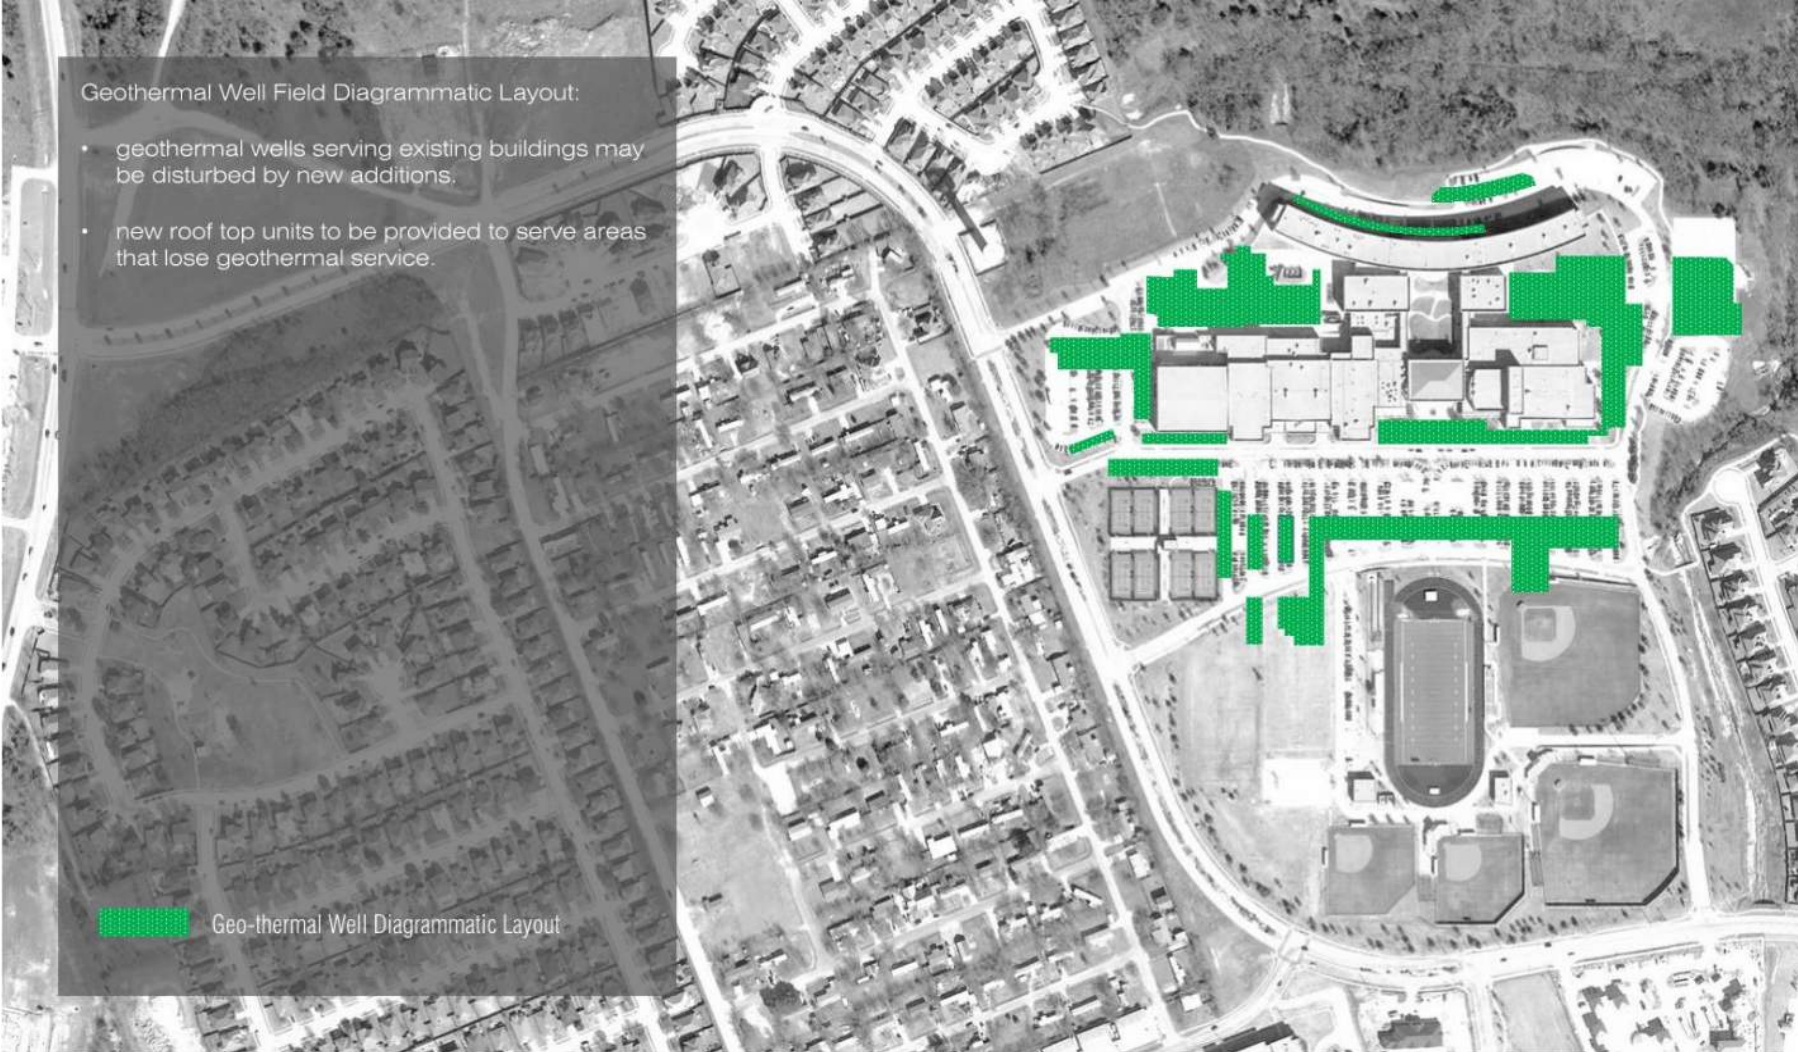 Geothermal Well Field Diagrammatic Layout:
• geothermal wells serving existing buildings may
be disturbed by new additions.
• new roof top units to be provided to serve areas
that lose geothermal service.
Geo-thermal Well Diagrammatic Layout